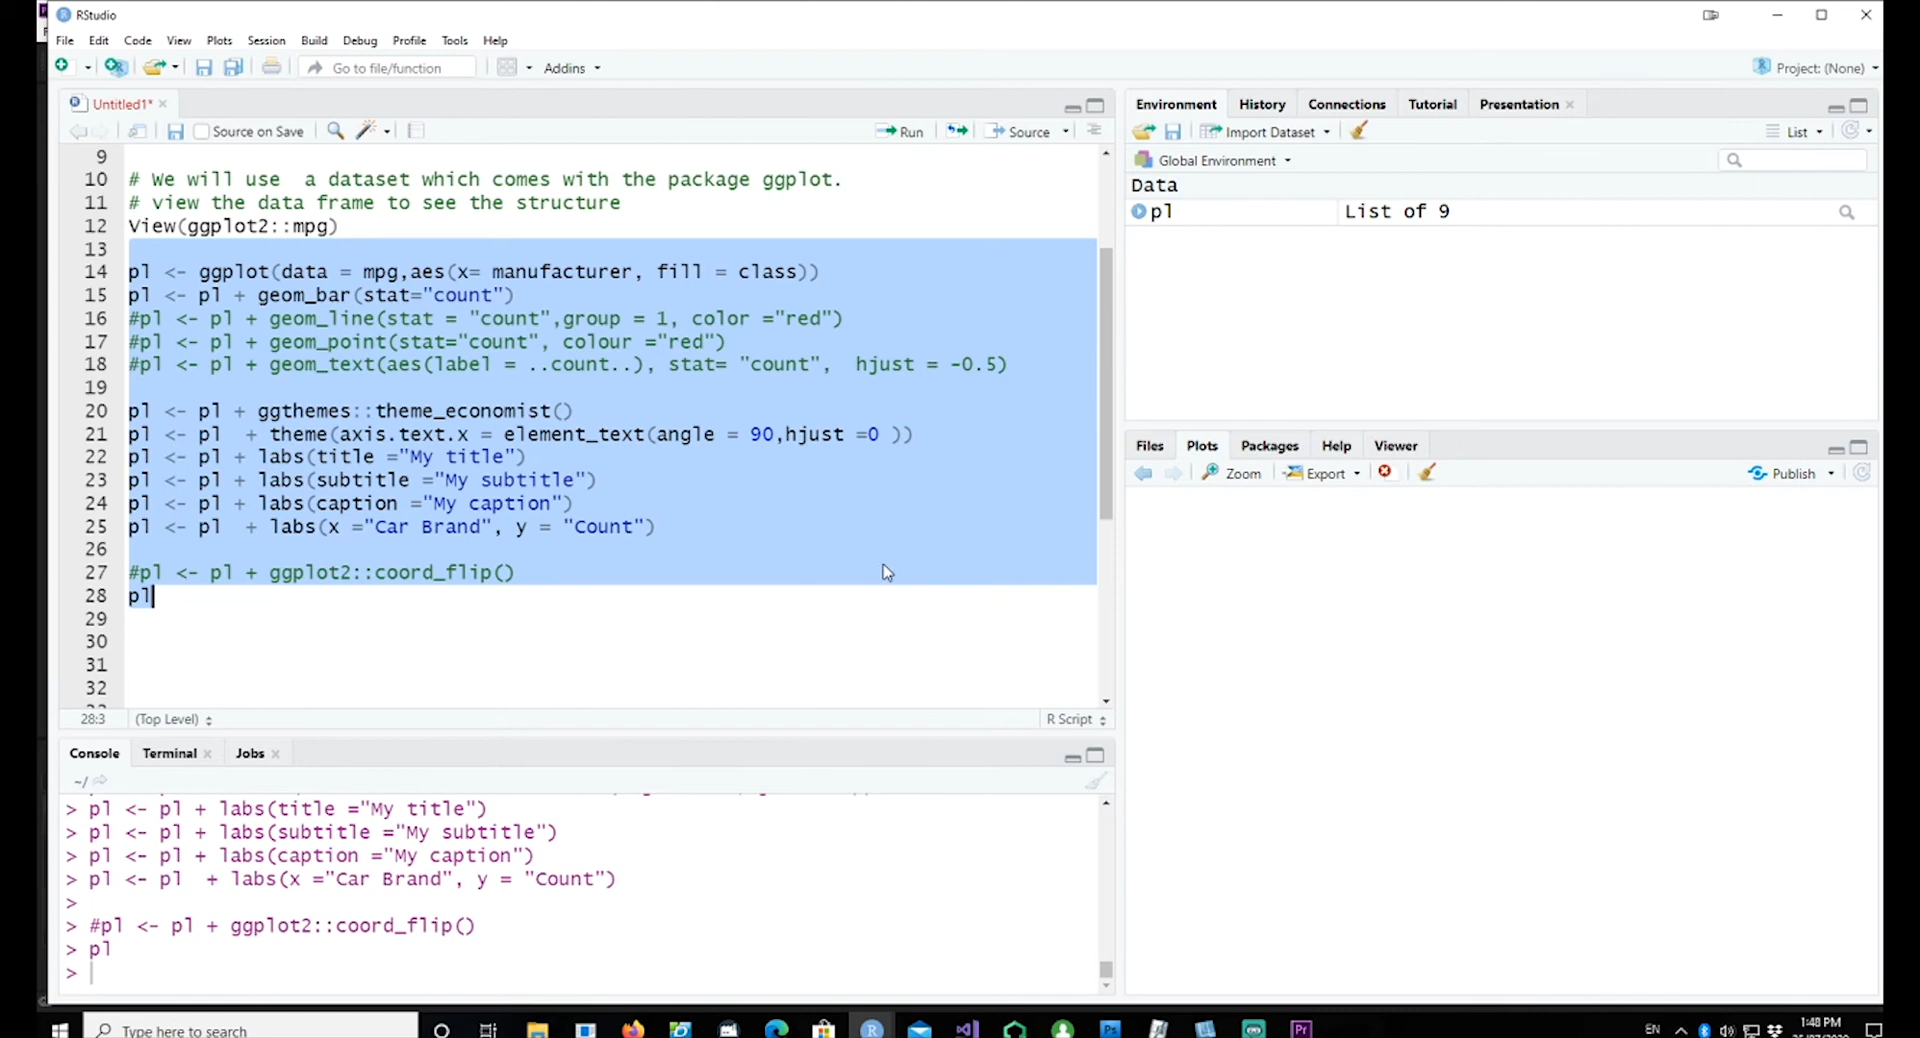 RStudio
File Edit Code View Plots Session Build Debug Profile Tools Help
Go to file/function Addins Project: (None)
Untitled1*
Source on Save Run Source
9
10 # We will use  a dataset which comes with the package ggplot.
11 # view the data frame to see the structure
12 View(ggplot2::mpg)
13
14 pl <- ggplot(data = mpg,aes(x= manufacturer, fill = class))
15 pl <- pl + geom_bar(stat="count")
16 #pl <- pl + geom_line(stat = "count",group = 1, color ="red")
17 #pl <- pl + geom_point(stat="count", colour ="red")
18 #pl <- pl + geom_text(aes(label = ..count..), stat= "count",  hjust = -0.5)
19
20 pl <- pl + ggthemes::theme_economist()
21 pl <- pl  + theme(axis.text.x = element_text(angle = 90,hjust =0 ))
22 pl <- pl + labs(title ="My title")
23 pl <- pl + labs(subtitle ="My subtitle")
24 pl <- pl + labs(caption ="My caption")
25 pl <- pl  + labs(x ="Car Brand", y = "Count")
26
27 #pl <- pl + ggplot2::coord_flip()
28 pl
29
30
31
32
28:3 (Top Level) R Script
Console Terminal Jobs
~/
> pl <- pl + labs(title ="My title")
> pl <- pl + labs(subtitle ="My subtitle")
> pl <- pl + labs(caption ="My caption")
> pl <- pl  + labs(x ="Car Brand", y = "Count")
>
> #pl <- pl + ggplot2::coord_flip()
> pl
>
Environment History Connections Tutorial Presentation
Import Dataset List
Global Environment
Data
pl List of 9
Files Plots Packages Help Viewer
Zoom Export Publish
Type here to search
EN 1:48 PM